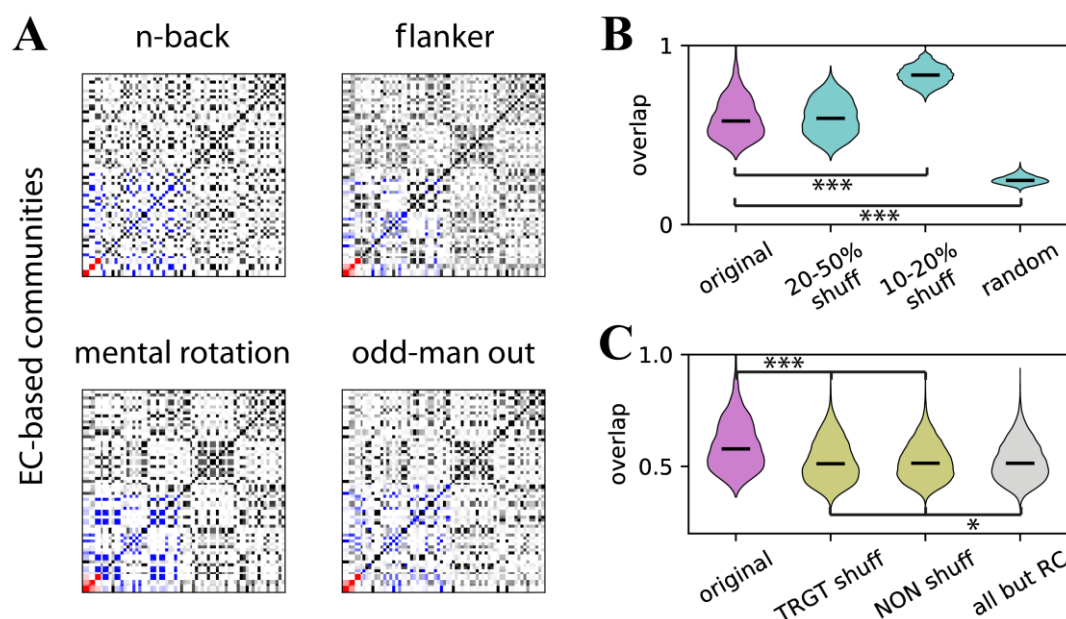 A
n-back
flanker
mental rotation
odd-man out
EC-based communities
B
1
overlap
0
***
***
original
20-50%
shuff
10-20%
shuff
random
C
1.0
overlap
0.5
***
*
original
TRGT shuff
NON shuff
all but RC